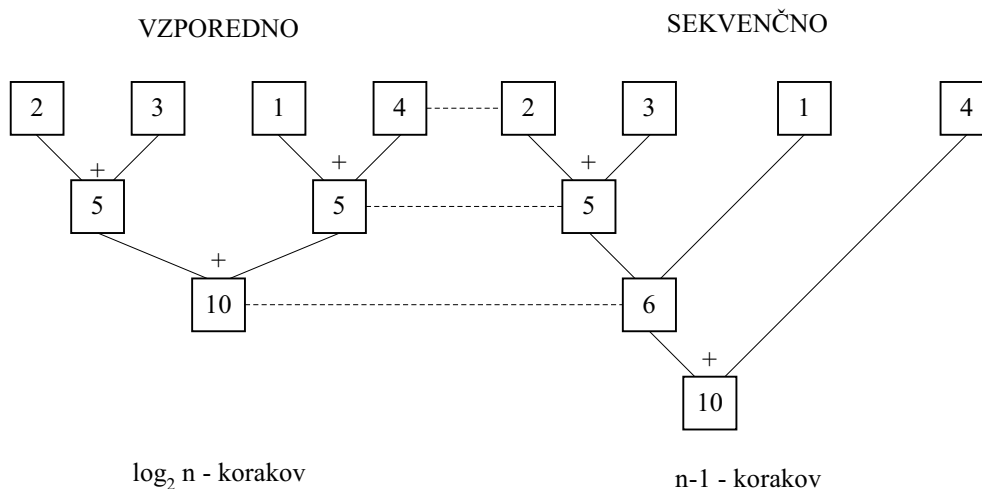 VZPOREDNO SEKVENČNO
2 3 1 4 2 3 1 4
+ + +
5 5 5
+
10 6
+
10
log₂ n - korakov n-1 - korakov